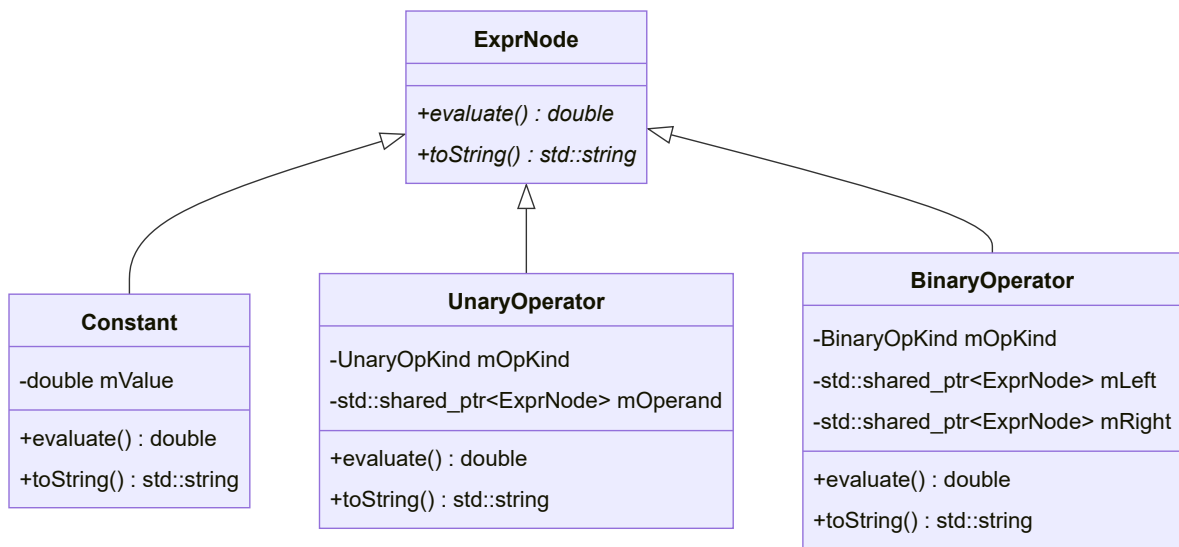 ExprNode
+evaluate() : double
+toString() : std::string
Constant
-double mValue
+evaluate() : double
+toString() : std::string
UnaryOperator
-UnaryOpKind mOpKind
-std::shared_ptr<ExprNode> mOperand
+evaluate() : double
+toString() : std::string
BinaryOperator
-BinaryOpKind mOpKind
-std::shared_ptr<ExprNode> mLeft
-std::shared_ptr<ExprNode> mRight
+evaluate() : double
+toString() : std::string